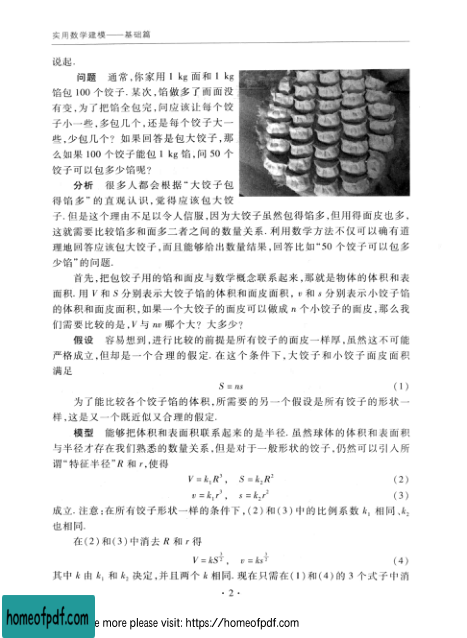 实用数学建模——基础篇
说起.
问题 通常,你家用 1 kg 面和 1 kg
馅包 100 个饺子. 某次,馅做多了而面没
有变,为了把馅全包完,问应该让每个饺
子小一些,多包几个,还是每个饺子大一
些,少包几个? 如果回答是包大饺子,那
么如果 100 个饺子能包 1 kg 馅,问 50 个
饺子可以包多少馅呢?
分析 很多人都会根据“大饺子包
得馅多”的直观认识,觉得应该包大饺
子. 但是这个理由不足以令人信服,因为大饺子虽然包得馅多,但用得面皮也多,
这就需要比较馅多和面多二者之间的数量关系. 利用数学方法不仅可以确有道
理地回答应该包大饺子,而且能够给出数量结果,回答比如“50 个饺子可以包多
少馅”的问题.
首先,把包饺子用的馅和面皮与数学概念联系起来,那就是物体的体积和表
面积. 用 V 和 S 分别表示大饺子馅的体积和面皮面积, v 和 s 分别表示小饺子馅
的体积和面皮面积,如果一个大饺子的面皮可以做成 n 个小饺子的面皮,那么我
们需要比较的是,V 与 nv 哪个大? 大多少?
假设 容易想到,进行比较的前提是所有饺子的面皮一样厚,虽然这不可能
严格成立,但却是一个合理的假定. 在这个条件下,大饺子和小饺子面皮面积
满足
S = ns (1)
为了能比较各个饺子馅的体积,所需要的另一个假设是所有饺子的形状一
样,这是又一个既近似又合理的假定.
模型 能够把体积和表面积联系起来的是半径. 虽然球体的体积和表面积
与半径才存在我们熟悉的数量关系,但是对于一般形状的饺子,仍然可以引入所
谓“特征半径”R 和 r,使得
V = k₁R³, S = k₂R² (2)
v = k₁r³, s = k₂r² (3)
成立. 注意:在所有饺子形状一样的条件下,(2)和(3)中的比例系数 k₁ 相同、k₂
也相同.
在(2)和(3)中消去 R 和 r 得
V = kS^{3/2}, v = ks^{3/2} (4)
其中 k 由 k₁ 和 k₂ 决定,并且两个 k 相同. 现在只需在(1)和(4)的 3 个式子中消
· 2 ·
homeofpdf.com
e more please visit: https://homeofpdf.com